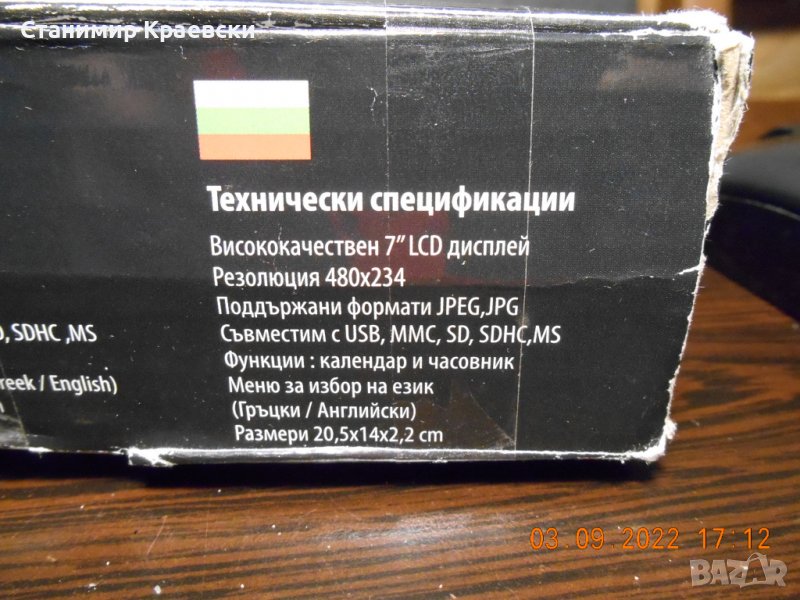 Станимир Краевски
Технически спецификации
Висококачествен 7” LCD дисплей
Резолюция 480x234
Поддържани формати JPEG,JPG
Съвместим с USB, MMC, SD, SDHC,MS
Функции : календар и часовник
Меню за избор на език
(Гръцки / Английски)
Размери 20,5x14x2,2 cm
, SDHC ,MS
/ English)
03.09.2022 17:12
BAZAR